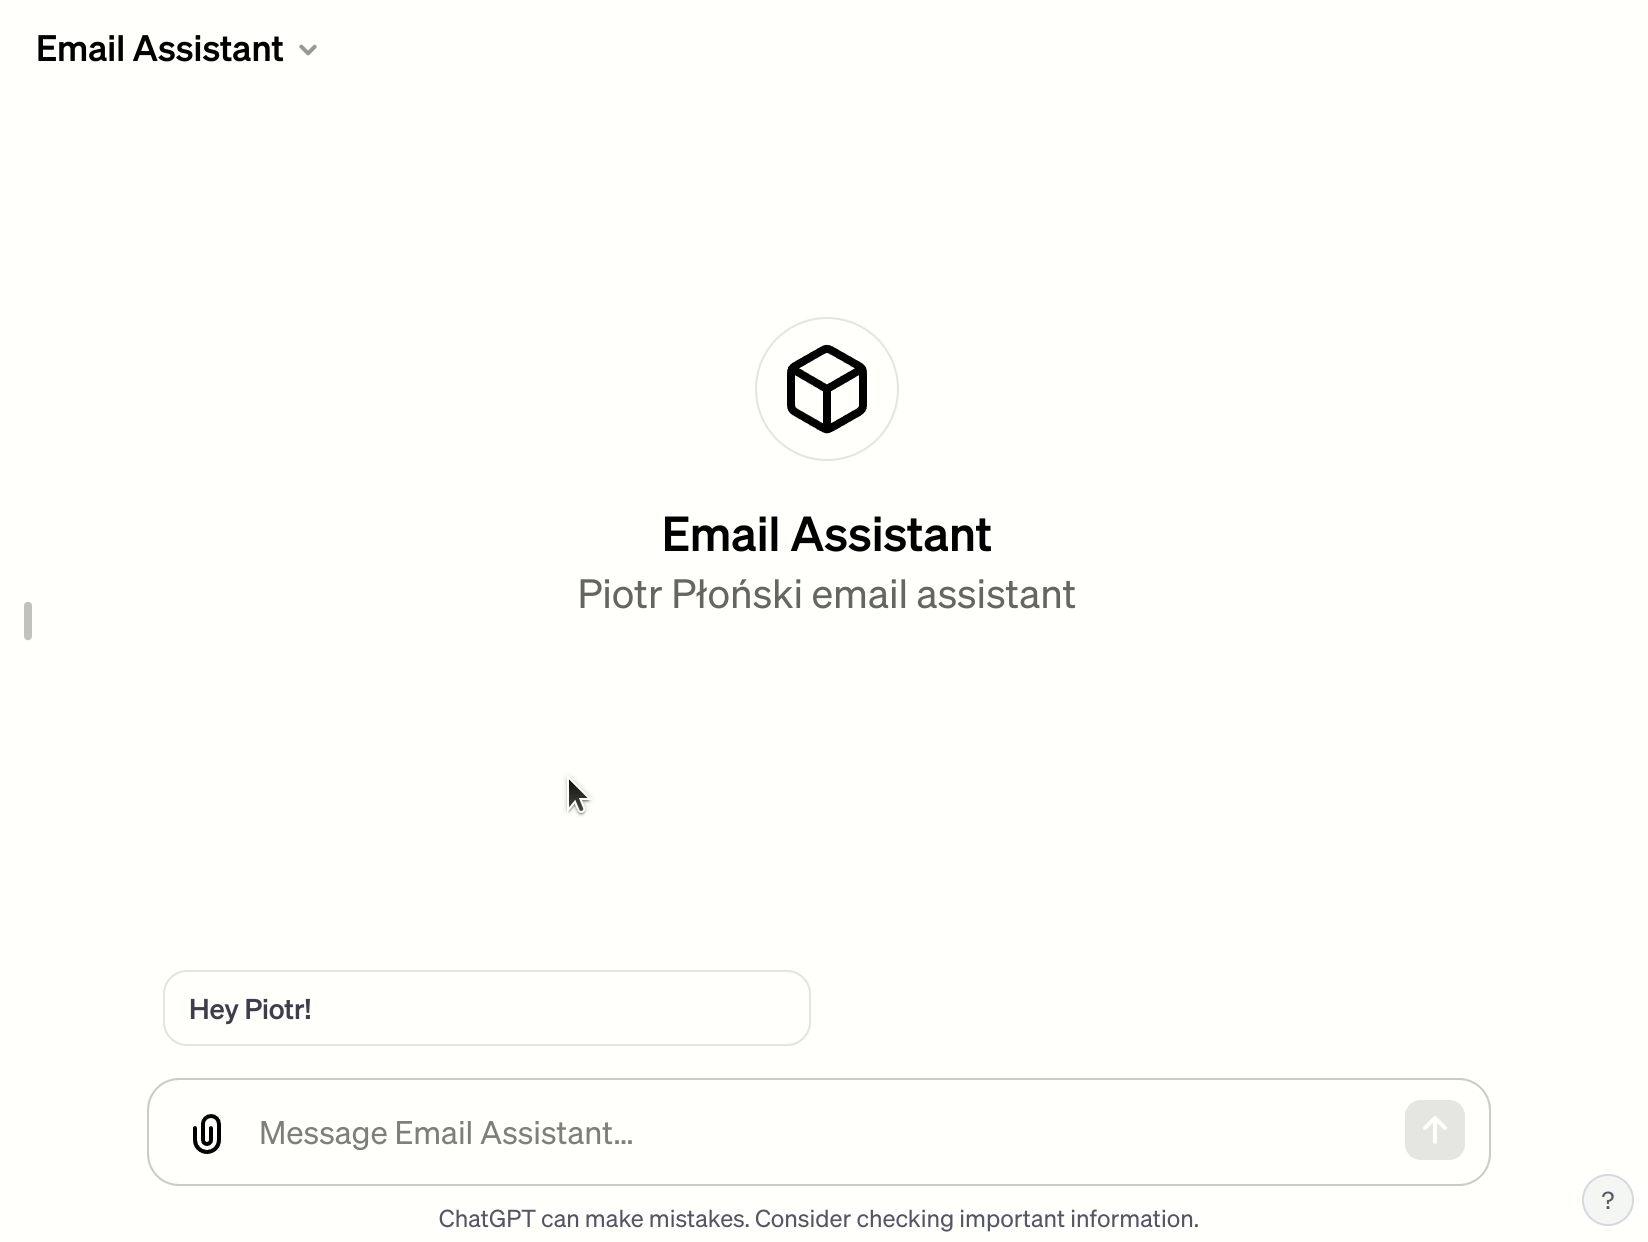 Email Assistant
Email Assistant
Piotr Płoński email assistant
Hey Piotr!
Message Email Assistant...
ChatGPT can make mistakes. Consider checking important information.
?